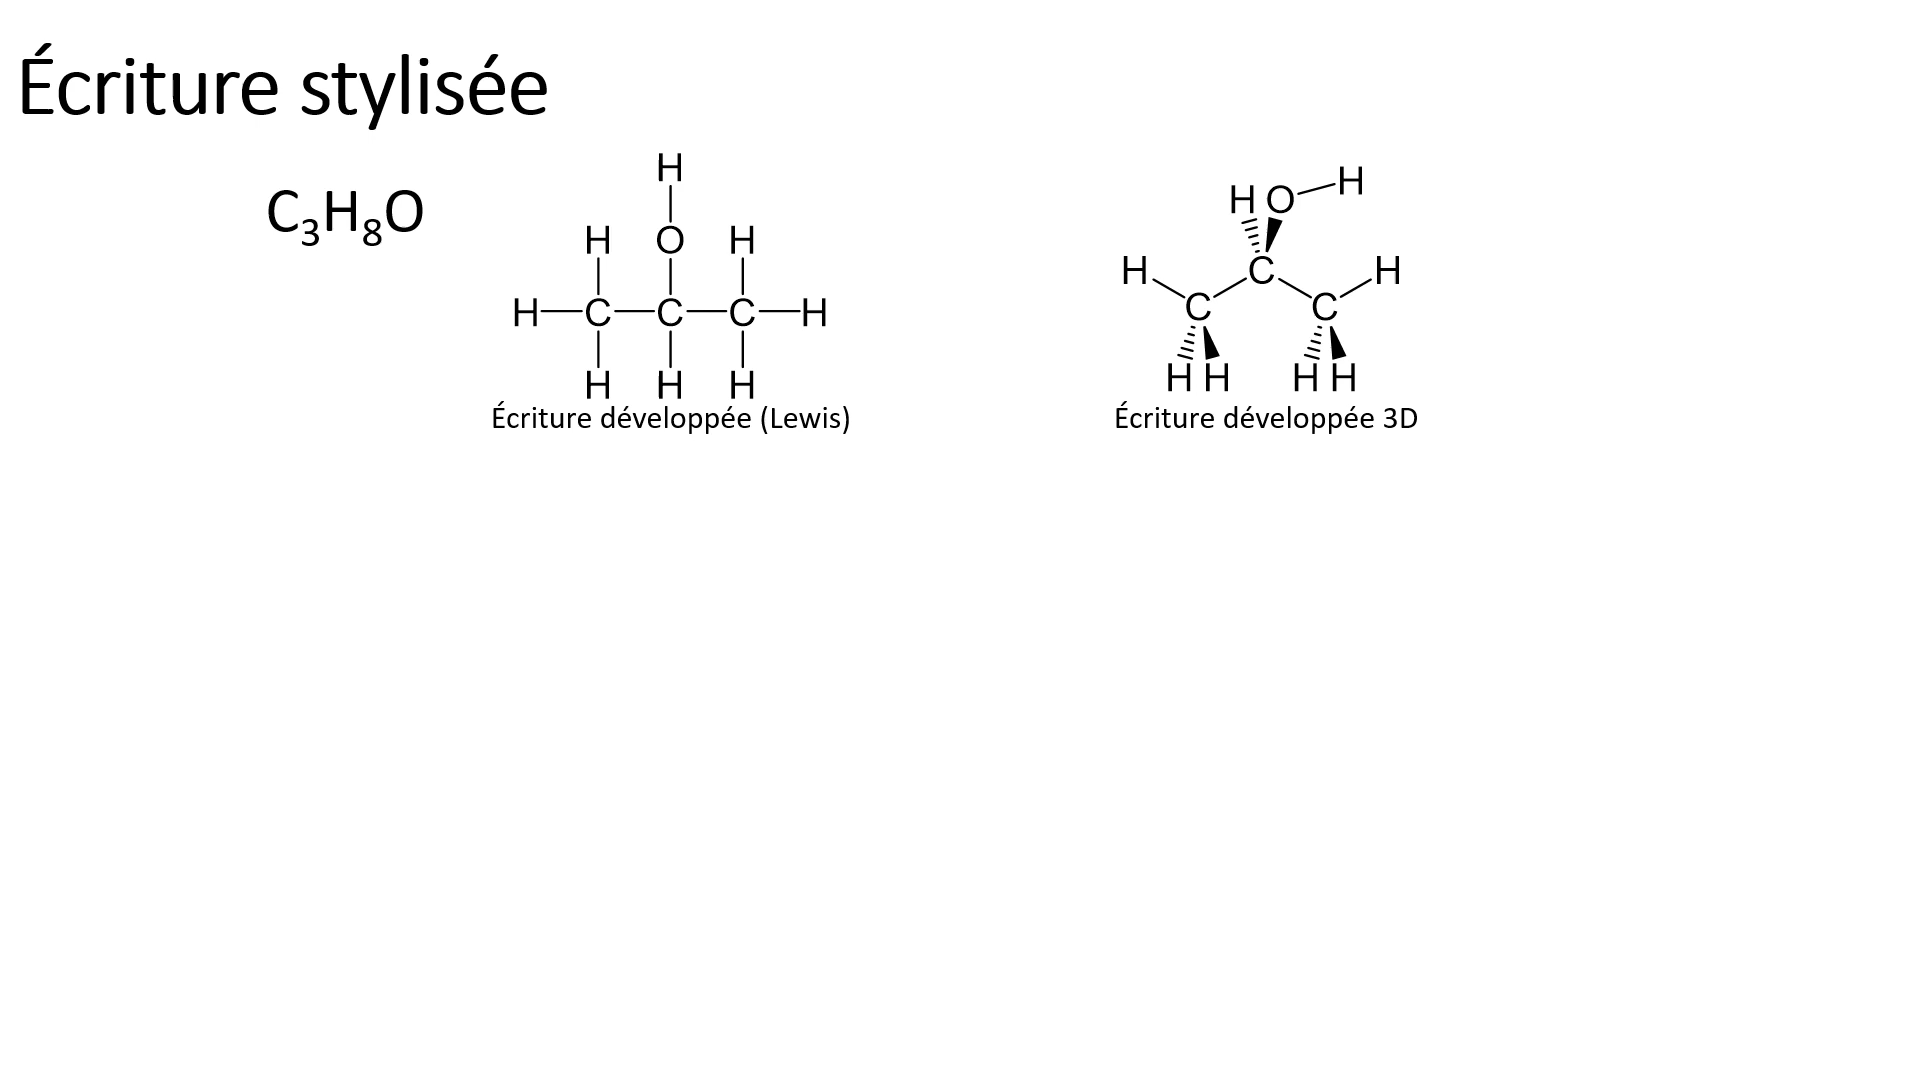 Écriture stylisée
C₃H₈O
H
H O H
H C C C H
H H H
Écriture développée (Lewis)
H O H
H C H
C C
H H H H
Écriture développée 3D